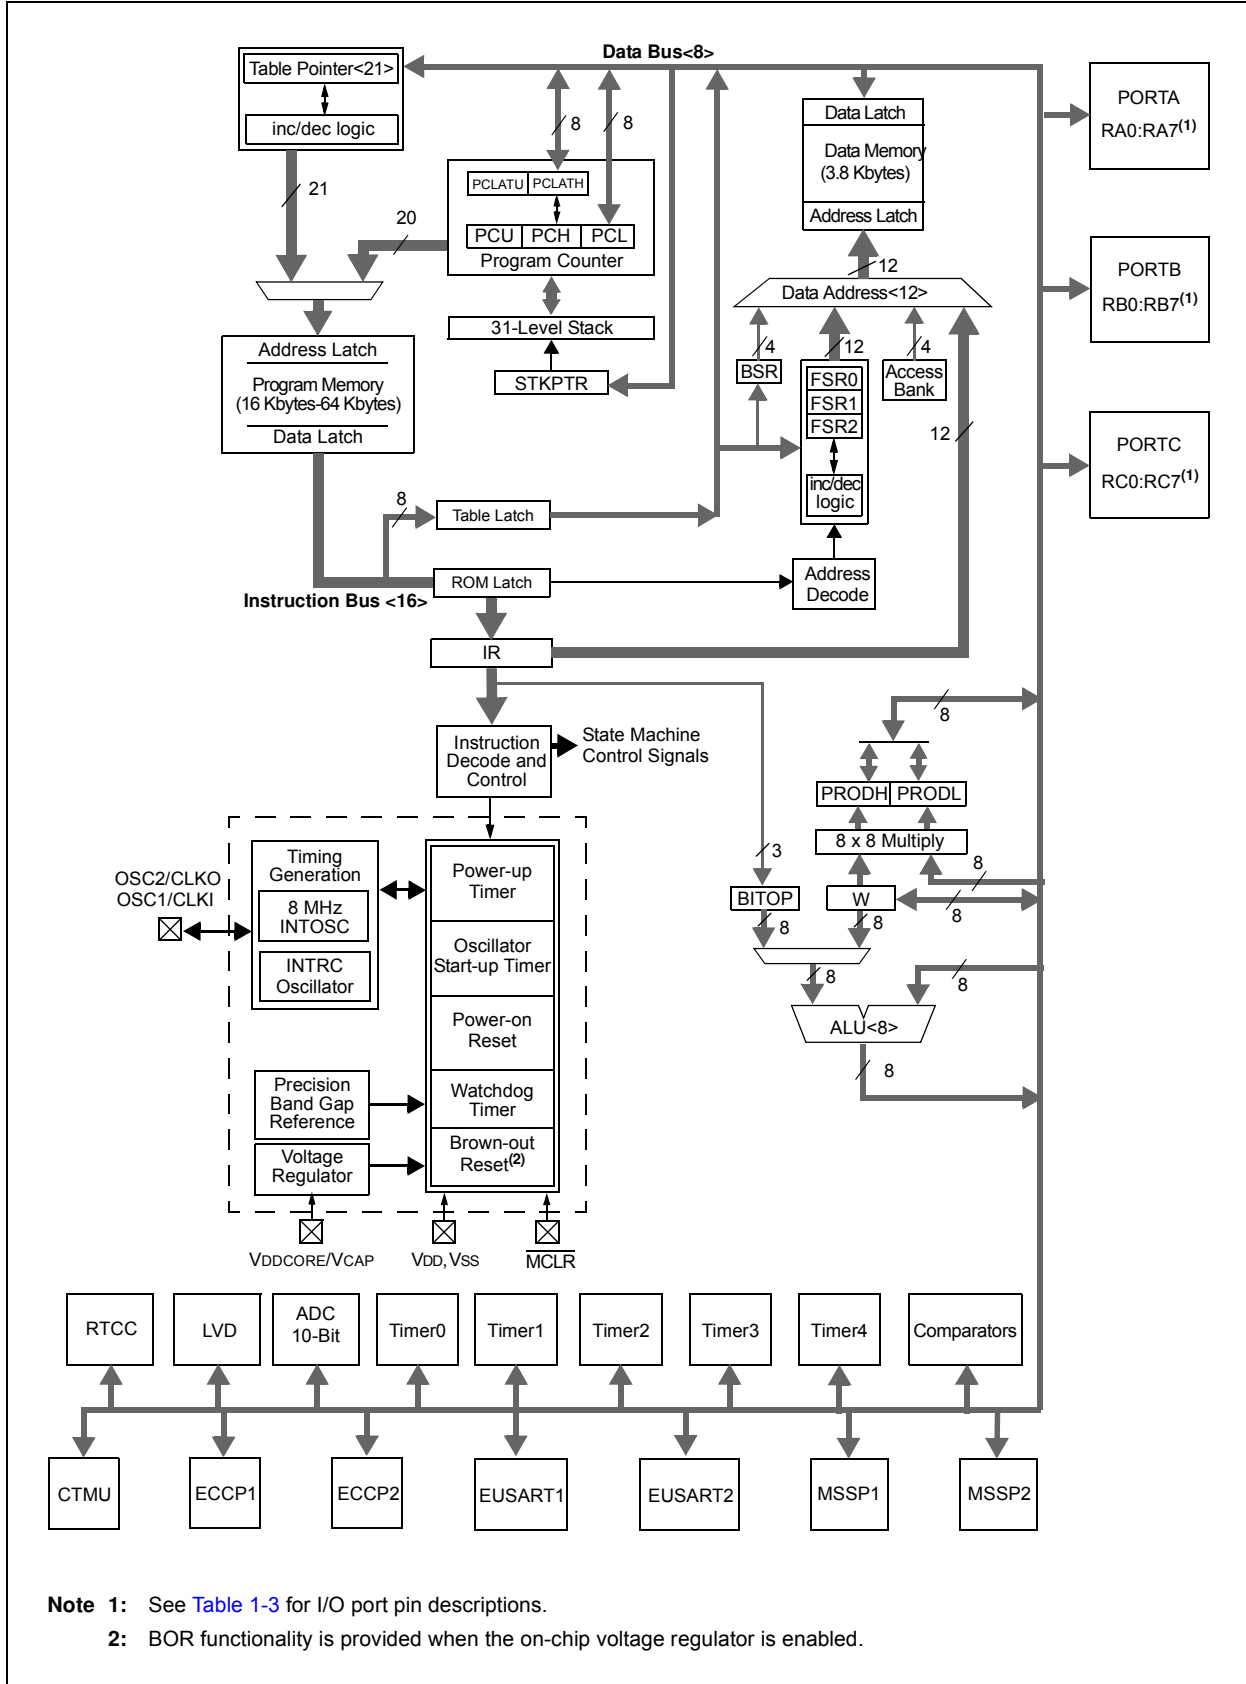 Data Bus<8>
Table Pointer<21>
inc/dec logic
21
20
8
8
PCLATU
PCLATH
PCU
PCH
PCL
Program Counter
31-Level Stack
STKPTR
Address Latch
Program Memory
(16 Kbytes-64 Kbytes)
Data Latch
8
Table Latch
ROM Latch
Instruction Bus <16>
IR
Data Latch
Data Memory
(3.8 Kbytes)
Address Latch
12
Data Address<12>
4
12
4
BSR
FSR0
FSR1
FSR2
inc/dec
logic
Access
Bank
12
Address
Decode
PORTA
RA0:RA7(1)
PORTB
RB0:RB7(1)
PORTC
RC0:RC7(1)
Instruction
Decode and
Control
State Machine
Control Signals
8
PRODH
PRODL
8 x 8 Multiply
3
8
BITOP
W
8
8
8
8
8
ALU<8>
8
OSC2/CLKO
OSC1/CLKI
Timing
Generation
8 MHz
INTOSC
INTRC
Oscillator
Power-up
Timer
Oscillator
Start-up Timer
Power-on
Reset
Watchdog
Timer
Brown-out
Reset(2)
Precision
Band Gap
Reference
Voltage
Regulator
VDDCORE/VCAP
VDD, VSS
MCLR
RTCC
LVD
ADC
10-Bit
Timer0
Timer1
Timer2
Timer3
Timer4
Comparators
CTMU
ECCP1
ECCP2
EUSART1
EUSART2
MSSP1
MSSP2
Note 1: See Table 1-3 for I/O port pin descriptions.
2: BOR functionality is provided when the on-chip voltage regulator is enabled.